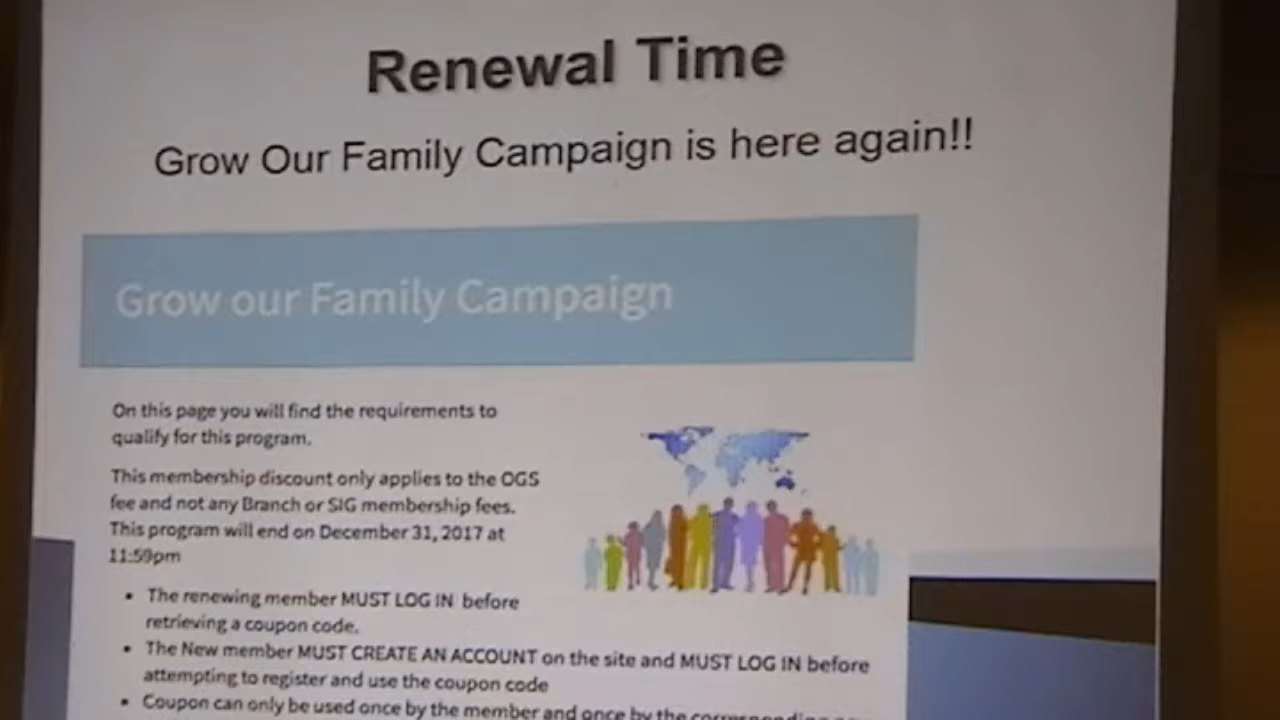 Renewal Time
Grow Our Family Campaign is here again!!
Grow our Family Campaign
On this page you will find the requirements to
qualify for this program.
This membership discount only applies to the OGS
fee and not any Branch or SIG membership fees.
This program will end on December 31, 2017 at
11:59pm
• The renewing member MUST LOG IN before
retrieving a coupon code.
• The New member MUST CREATE AN ACCOUNT on the site and MUST LOG IN before
attempting to register and use the coupon code
• Coupon can only be used once by the member and once by the corresponding